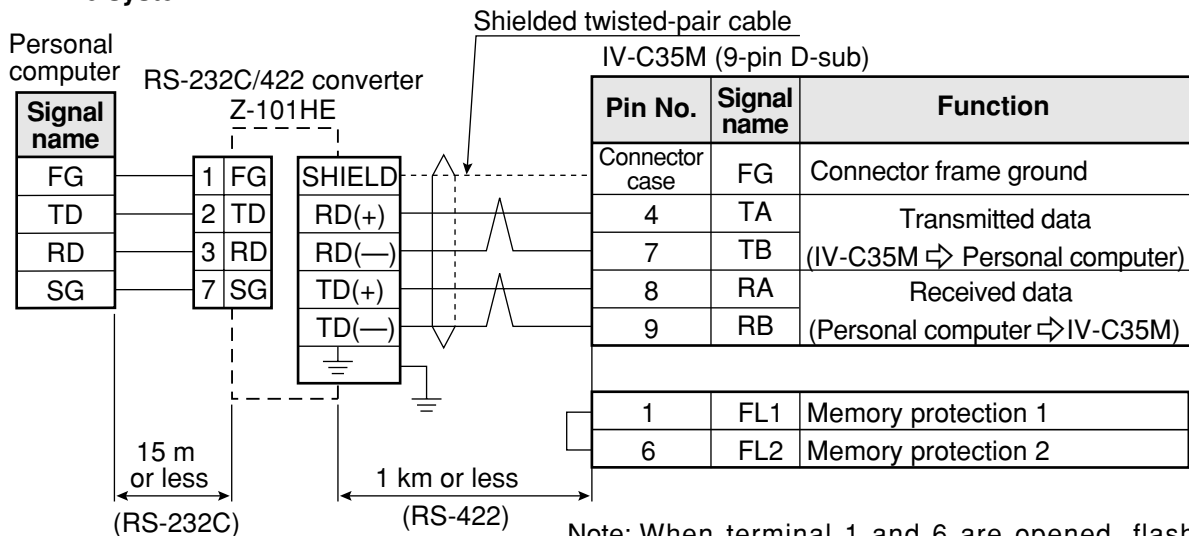 Shielded twisted-pair cable
Personal
computer
RS-232C/422 converter
Z-101HE
IV-C35M (9-pin D-sub)
Signal
name
FG
TD
RD
SG
1 FG
2 TD
3 RD
7 SG
SHIELD
RD(+)
RD(—)
TD(+)
TD(—)
Pin No. Signal name Function
Connector case FG Connector frame ground
4 TA Transmitted data
7 TB (IV-C35M ⇨ Personal computer)
8 RA Received data
9 RB (Personal computer ⇨ IV-C35M)
1 FL1 Memory protection 1
6 FL2 Memory protection 2
15 m
or less
(RS-232C)
1 km or less
(RS-422)
Note: When terminal 1 and 6 are opened, flash